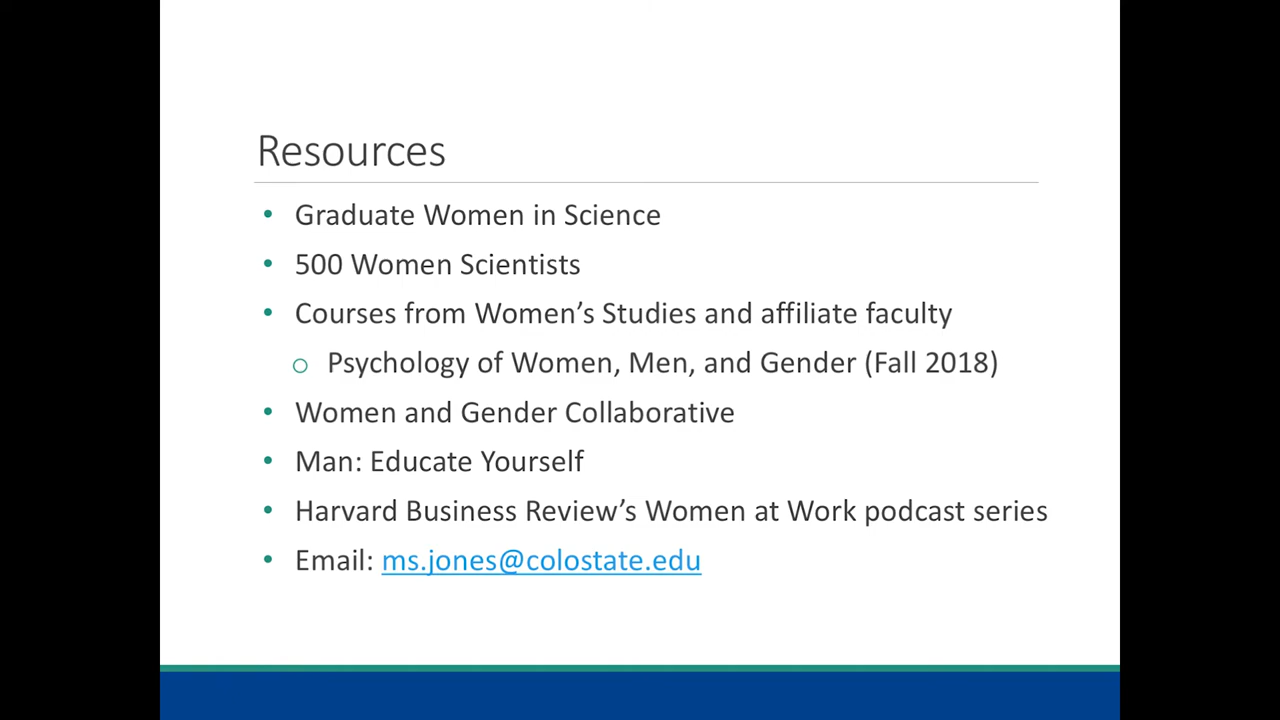 Resources
• Graduate Women in Science
• 500 Women Scientists
• Courses from Women’s Studies and affiliate faculty
o Psychology of Women, Men, and Gender (Fall 2018)
• Women and Gender Collaborative
• Man: Educate Yourself
• Harvard Business Review’s Women at Work podcast series
• Email: ms.jones@colostate.edu